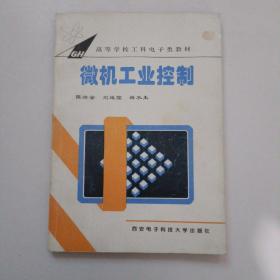 GH
高等学校工科电子类教材
微机工业控制
西安电子科技大学出版社